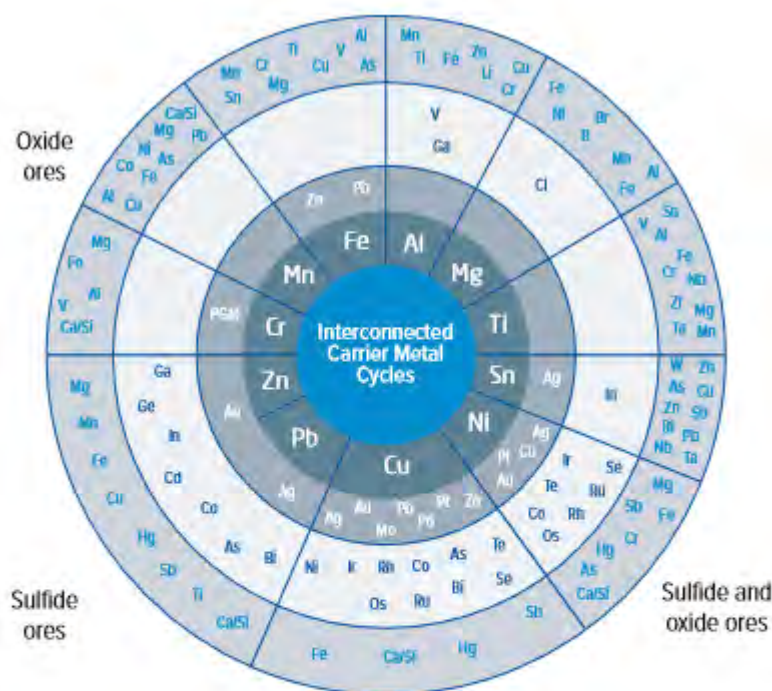 Al
Ti
V
Mn
Cr
Cu
As
Sn
Mg
Mn
Zn
Ti
Fe
Cu
Li
Cr
Fe
Ni
Br
B
Mn
Al
Fe
Ca/Si
Mg
Pb
Ni
Co
As
Fe
Al
Cu
Oxide
ores
V
Ga
Cl
Zn
Pb
Fe
Al
Mn
Mg
Cr
Ti
Zn
Sn
Pb
Ni
Cu
Interconnected
Carrier Metal
Cycles
PGM
Mg
V
Al
Ca/Si
Sn
V
Al
Fe
Cr
Nb
Mg
Ta
Mn
Ag
In
W
Zn
As
Cu
Zn
Sb
Bi
Pb
Nb
Ta
Ga
Ge
In
Cd
Co
As
Bi
Au
Ag
Mg
Mn
Fe
Cu
Hg
Sb
Ti
Ca/Si
Ag
Au
Mo
Pb
Pd
Pt
Zn
Ag
Cu
Pt
Au
Ir
Se
Te
Ru
Co
Rh
Os
Mg
Sb
Fe
Cr
Hg
As
Ca/Si
Ni
Ir
Rh
Co
As
Te
Os
Ru
Bi
Se
Sb
Fe
Ca/Si
Hg
Sulfide
ores
Sulfide and
oxide ores